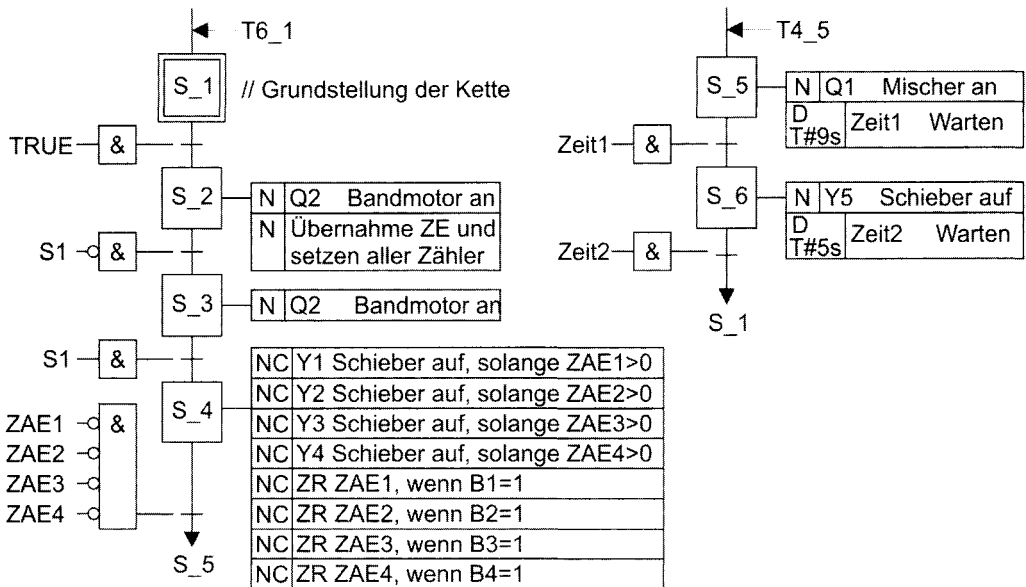 T6_1
S_1
// Grundstellung der Kette
TRUE
&
S_2
N Q2 Bandmotor an
N Übernahme ZE und
setzen aller Zähler
S1
&
S_3
N Q2 Bandmotor an
S1
&
S_4
NC Y1 Schieber auf, solange ZAE1>0
NC Y2 Schieber auf, solange ZAE2>0
NC Y3 Schieber auf, solange ZAE3>0
NC Y4 Schieber auf, solange ZAE4>0
NC ZR ZAE1, wenn B1=1
NC ZR ZAE2, wenn B2=1
NC ZR ZAE3, wenn B3=1
NC ZR ZAE4, wenn B4=1
ZAE1 &
ZAE2
ZAE3
ZAE4
S_5
T4_5
S_5
N Q1 Mischer an
D
T#9s Zeit1 Warten
Zeit1
&
S_6
N Y5 Schieber auf
D
T#5s Zeit2 Warten
Zeit2
&
S_1